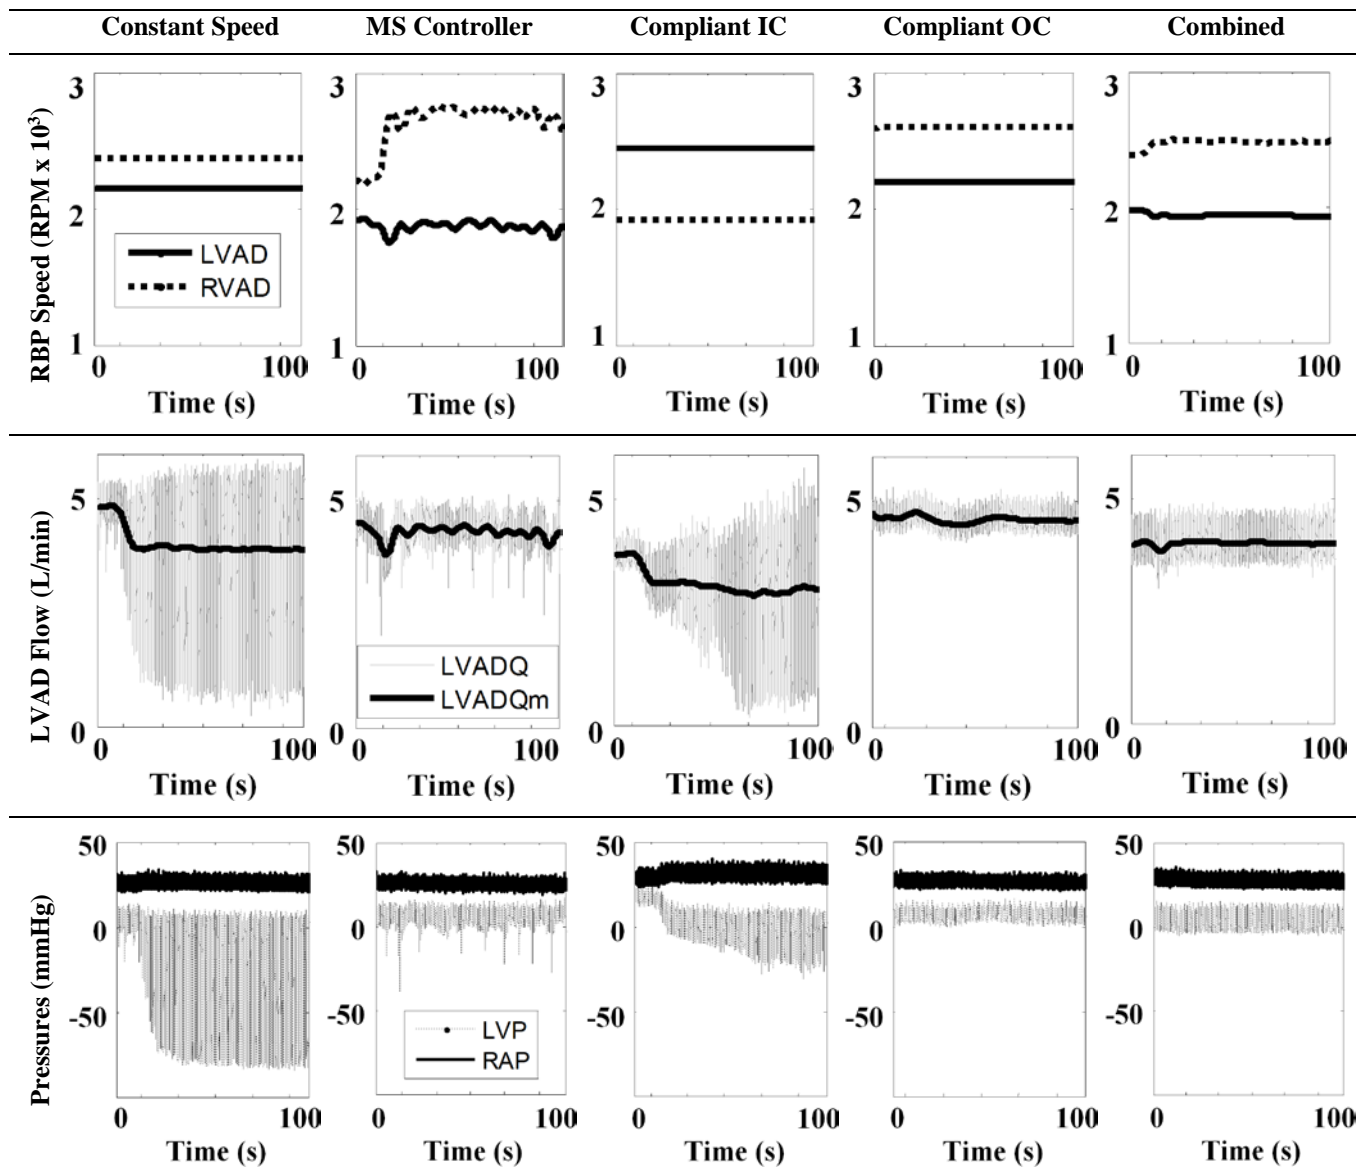 Constant Speed MS Controller Compliant IC Compliant OC Combined
RBP Speed (RPM x 10³)
3 3 3 3 3
2 2 2 2
LVAD
RVAD
1 1 1 1 1
0 100 0 100 0 100 0 100 0 100
Time (s) Time (s) Time (s) Time (s) Time (s)
LVAD Flow (L/min)
5 5 5 5 5
LVADQ
LVADQm
0 0 0 0 0
0 100 0 100 0 100 0 100 0 100
Time (s) Time (s) Time (s) Time (s) Time (s)
Pressures (mmHg)
50 50 50 50 50
0 0 0 0 0
-50 -50 -50 -50 -50
LVP
RAP
0 100 0 100 0 100 0 100 0 100
Time (s) Time (s) Time (s) Time (s) Time (s)